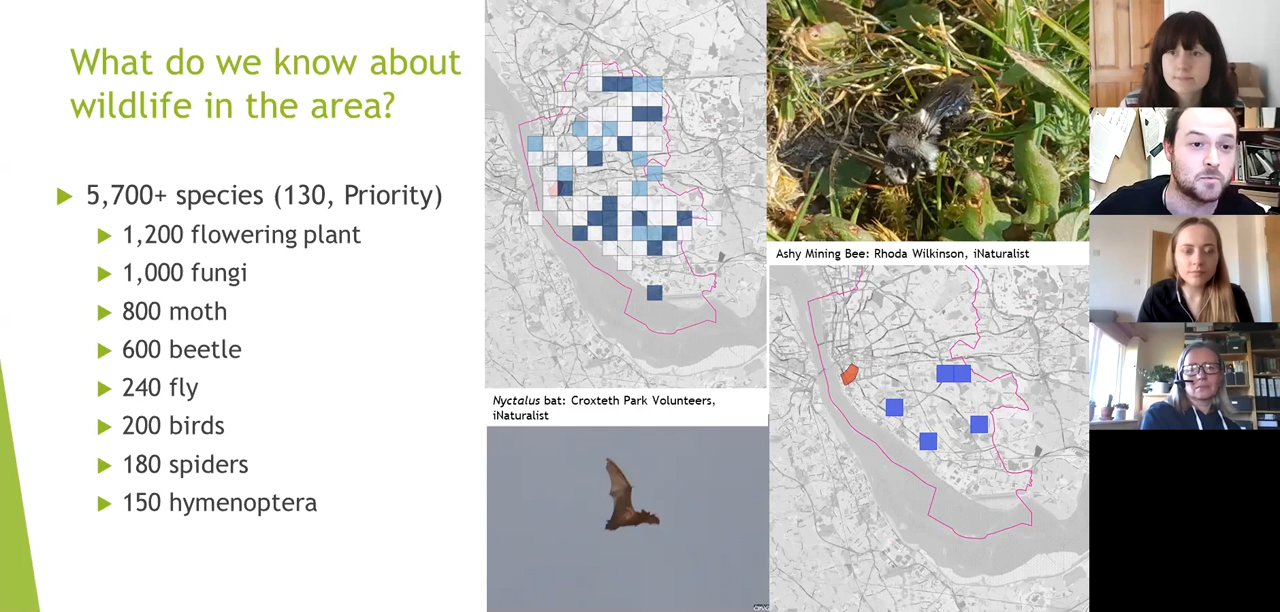 What do we know about
wildlife in the area?
5,700+ species (130, Priority)
1,200 flowering plant
1,000 fungi
800 moth
600 beetle
240 fly
200 birds
180 spiders
150 hymenoptera
Ashy Mining Bee: Rhoda Wilkinson, iNaturalist
Nyctalus bat: Croxteth Park Volunteers,
iNaturalist